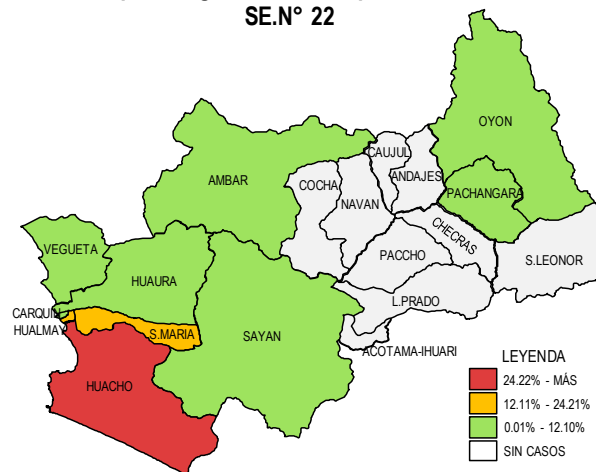 SE.N° 22
OYON
CAUJUL
ANDAJES
AMBAR
COCHA
NAVAN
PACHANGARA
CHECRAS
VEGUETA
PACCHO
S.LEONOR
HUAURA
L.PRADO
CARQUIN
HUALMAY
S.MARIA
SAYAN
ACOTAMA-IHUARI
HUACHO
LEYENDA
24.22% - MÁS
12.11% - 24.21%
0.01% - 12.10%
SIN CASOS